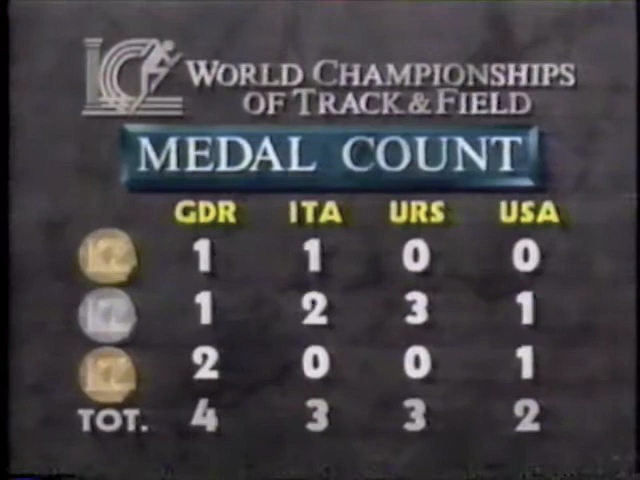 WORLD CHAMPIONSHIPS
OF TRACK & FIELD
MEDAL COUNT
GDR ITA URS USA
1 1 0 0
1 2 3 1
2 0 0 1
TOT. 4 3 3 2